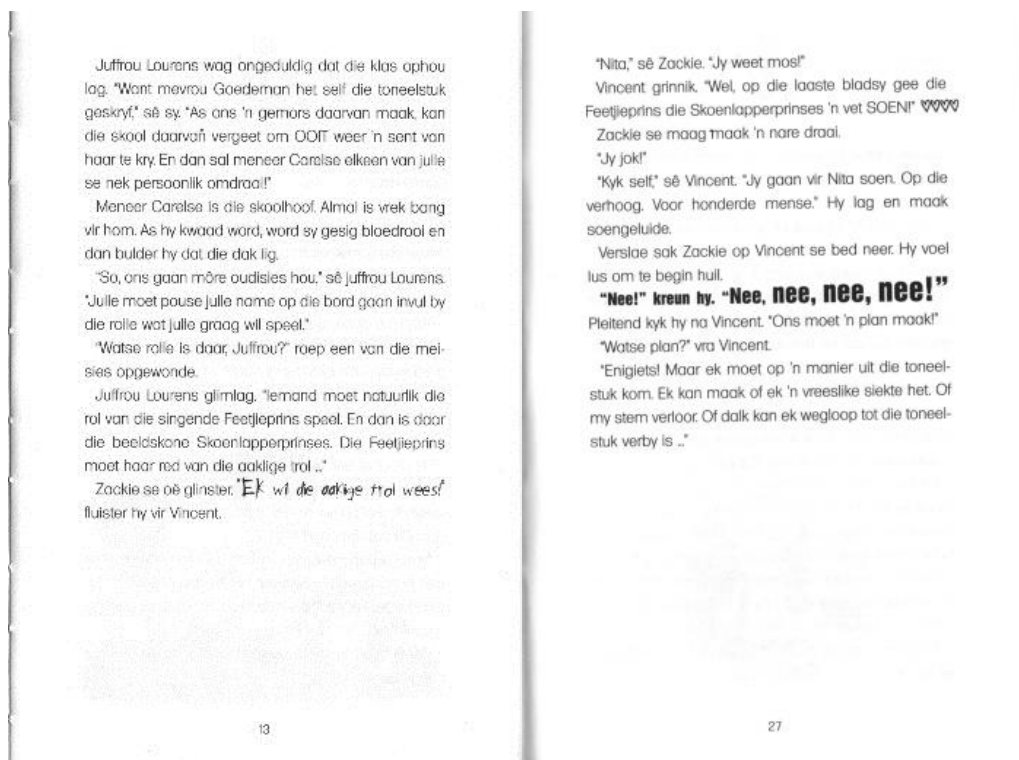 Juffrou Lourens wag ongeduldig dat die klas ophou
lag. "Want mevrou Goedeman het self die toneelstuk
geskryf," sê sy. "As ons 'n gemors daarvan maak, kan
die skool daarvan vergeet om OOIT weer 'n sent van
haar te kry. En dan sal meneer Carelse elkeen van julle
se nek persoonlik omdraai!"
Meneer Carelse is die skoolhoof. Almal is vrek bang
vir hom. As hy kwaad word, word sy gesig bloedrooi en
dan bulder hy dat die dak lig.
"So, ons gaan môre oudisies hou," sê juffrou Lourens.
"Julle moet pouse julle name op die bord gaan invul by
die rolle wat julle graag wil speel."
"Watse rolle is daar, Juffrou?" roep een van die mei-
sies opgewonde.
Juffrou Lourens glimlag. "Iemand moet natuurlik die
rol van die singende Feetjieprins speel. En dan is daar
die beeldskone Skoenlapperprinses. Die Feetjieprins
moet haar red van die aaklige trol ..."
Zackie se oë glinster. "Ek wil die aaklige trol wees!"
fluister hy vir Vincent.
13
"Nita," sê Zackie. "Jy weet mos!"
Vincent grinnik. "Wel, op die laaste bladsy gee die
Feetjieprins die Skoenlapperprinses 'n vet SOEN!" ♡♡♡♡
Zackie se maag maak 'n nare draai.
"Jy jok!"
"Kyk self," sê Vincent. "Jy gaan vir Nita soen. Op die
verhoog. Voor honderde mense." Hy lag en maak
soengeluide.
Verslae sak Zackie op Vincent se bed neer. Hy voel
lus om te begin huil.
"Nee!" kreun hy. "Nee, nee, nee, nee!"
Pleitend kyk hy na Vincent. "Ons moet 'n plan maak!"
"Watse plan?" vra Vincent.
"Enigiets! Maar ek moet op 'n manier uit die toneel-
stuk kom. Ek kan maak of ek 'n vreeslike siekte het. Of
my stem verloor. Of dalk kan ek wegloop tot die toneel-
stuk verby is ..."
27